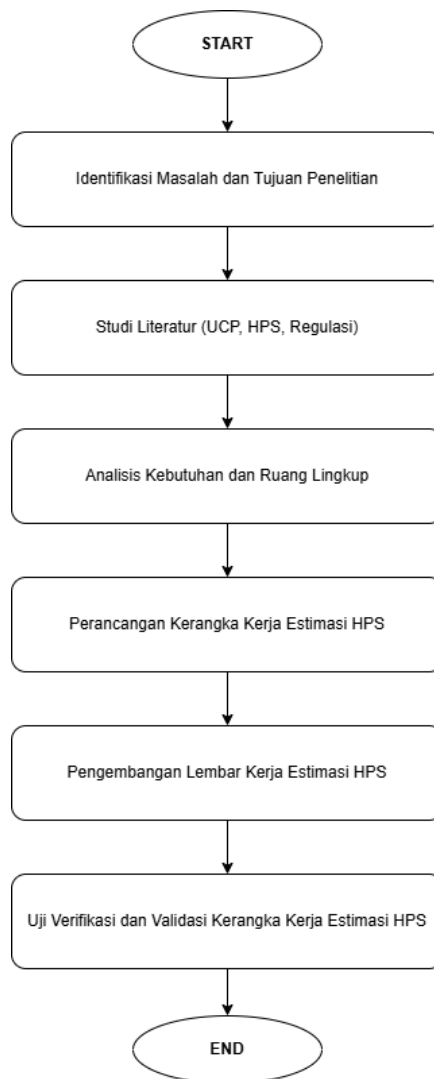 START
Identifikasi Masalah dan Tujuan Penelitian
Studi Literatur (UCP, HPS, Regulasi)
Analisis Kebutuhan dan Ruang Lingkup
Perancangan Kerangka Kerja Estimasi HPS
Pengembangan Lembar Kerja Estimasi HPS
Uji Verifikasi dan Validasi Kerangka Kerja Estimasi HPS
END